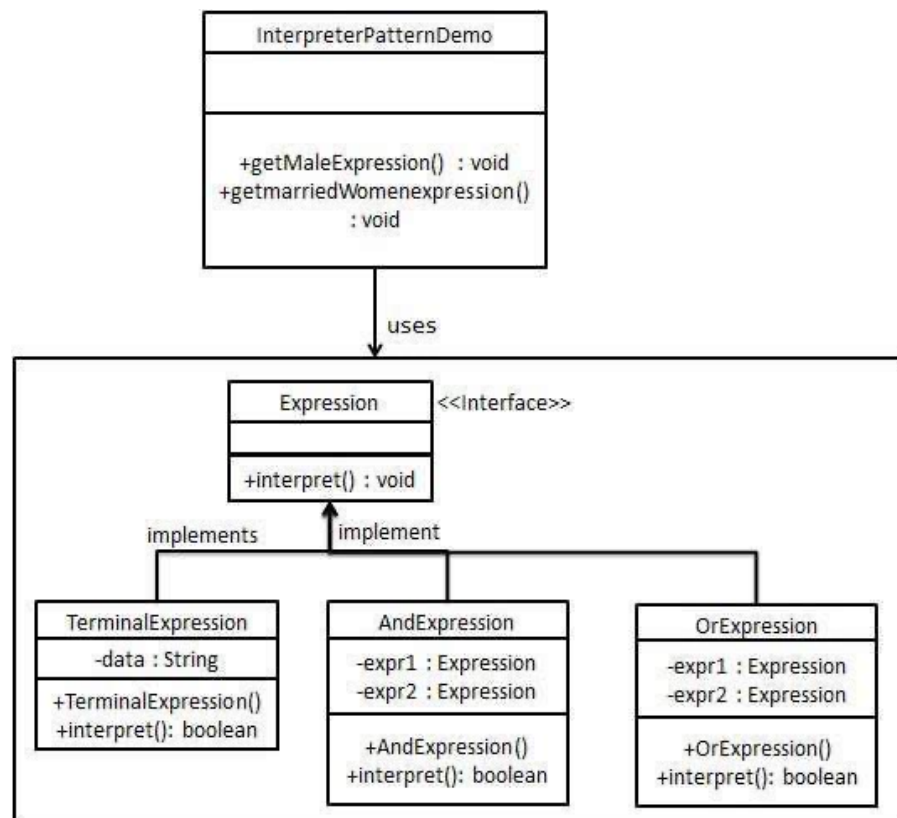 InterpreterPatternDemo
+getMaleExpression() : void
+getmarriedWomenexpression()
: void
uses
Expression
<<Interface>>
+interpret() : void
implements
implement
TerminalExpression
-data : String
+TerminalExpression()
+interpret(): boolean
AndExpression
-expr1 : Expression
-expr2 : Expression
+AndExpression()
+interpret(): boolean
OrExpression
-expr1 : Expression
-expr2 : Expression
+OrExpression()
+interpret(): boolean